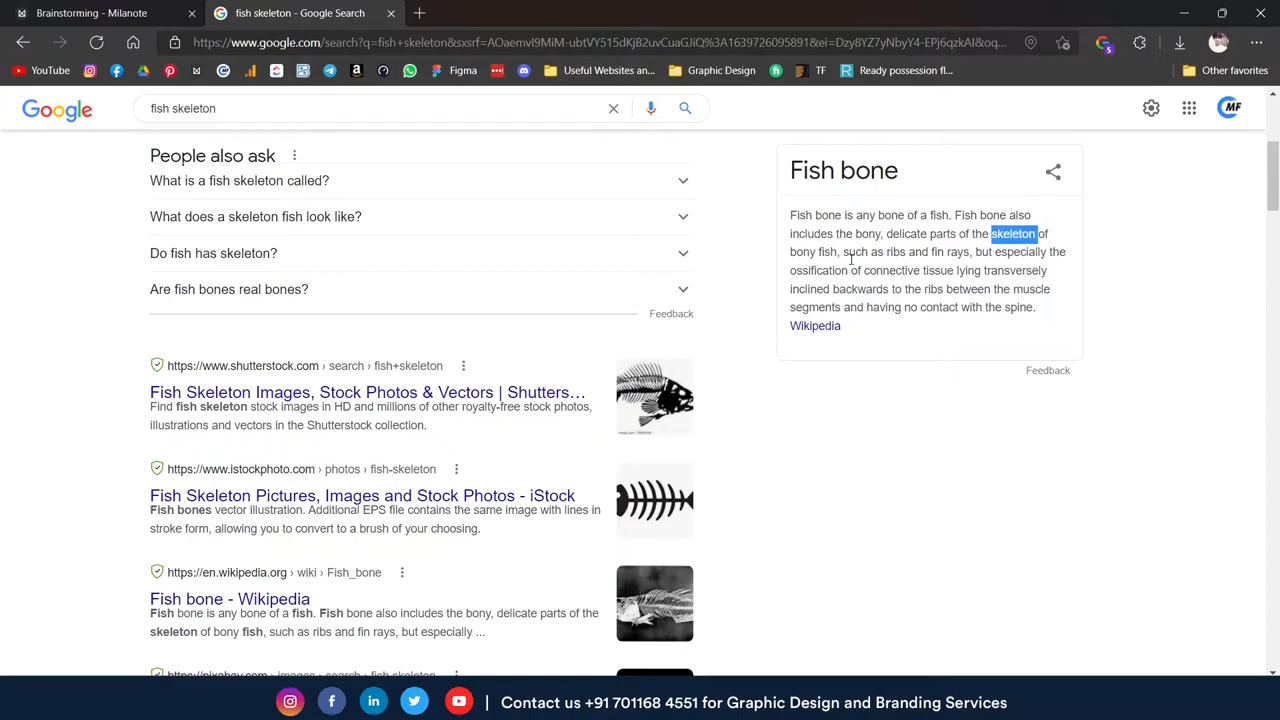 Brainstorming - Milanote
fish skeleton - Google Search
https://www.google.com/search?q=fish+skeleton&sxsrf=AOaemvI9MiM-ubtVY515dKjB2uvCuaGJiQ%3A1639726095891&ei=Dzy8YZ7yNbyY4-EPj6qzkAI&oq...
5
YouTube
Figma
Useful Websites an...
Graphic Design
TF
Ready possession fl...
Other favorites
Google
fish skeleton
MF
People also ask
What is a fish skeleton called?
What does a skeleton fish look like?
Do fish has skeleton?
Are fish bones real bones?
Feedback
https://www.shutterstock.com › search › fish+skeleton
Fish Skeleton Images, Stock Photos & Vectors | Shutters...
Find fish skeleton stock images in HD and millions of other royalty-free stock photos,
illustrations and vectors in the Shutterstock collection.
https://www.istockphoto.com › photos › fish-skeleton
Fish Skeleton Pictures, Images and Stock Photos - iStock
Fish bones vector illustration. Additional EPS file contains the same image with lines in
stroke form, allowing you to convert to a brush of your choosing.
https://en.wikipedia.org › wiki › Fish_bone
Fish bone - Wikipedia
Fish bone is any bone of a fish. Fish bone also includes the bony, delicate parts of the
skeleton of bony fish, such as ribs and fin rays, but especially ...
https://pixabay.com › images › search › fish skeleton
Fish bone
Fish bone is any bone of a fish. Fish bone also
includes the bony, delicate parts of the skeleton of
bony fish, such as ribs and fin rays, but especially the
ossification of connective tissue lying transversely
inclined backwards to the ribs between the muscle
segments and having no contact with the spine.
Wikipedia
Feedback
| Contact us +91 701168 4551 for Graphic Design and Branding Services